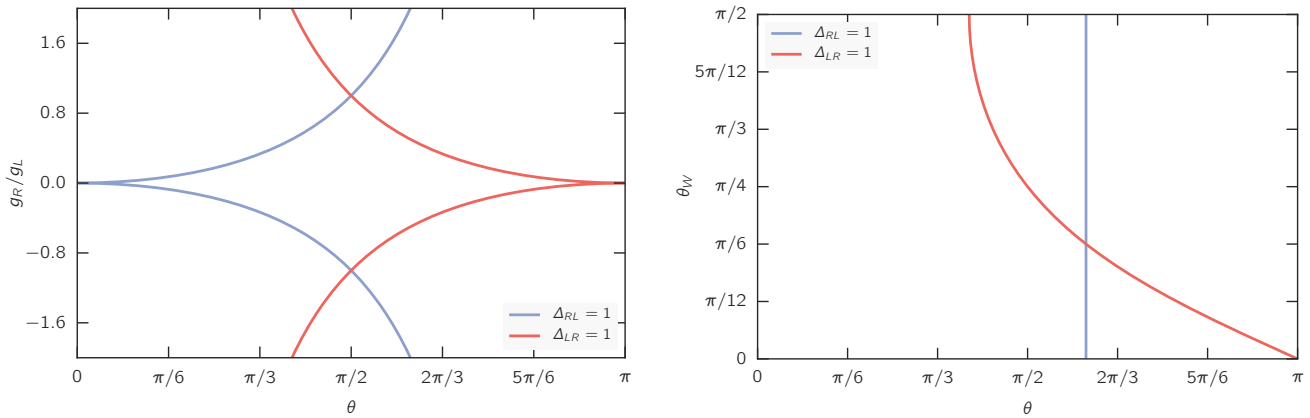 1.6
0.8
0.0
−0.8
−1.6
g_R/g_L
0
π/6
π/3
π/2
2π/3
5π/6
π
θ
Δ_RL = 1
Δ_LR = 1
π/2
5π/12
π/3
π/4
π/6
π/12
0
θ_W
Δ_RL = 1
Δ_LR = 1
0
π/6
π/3
π/2
2π/3
5π/6
π
θ